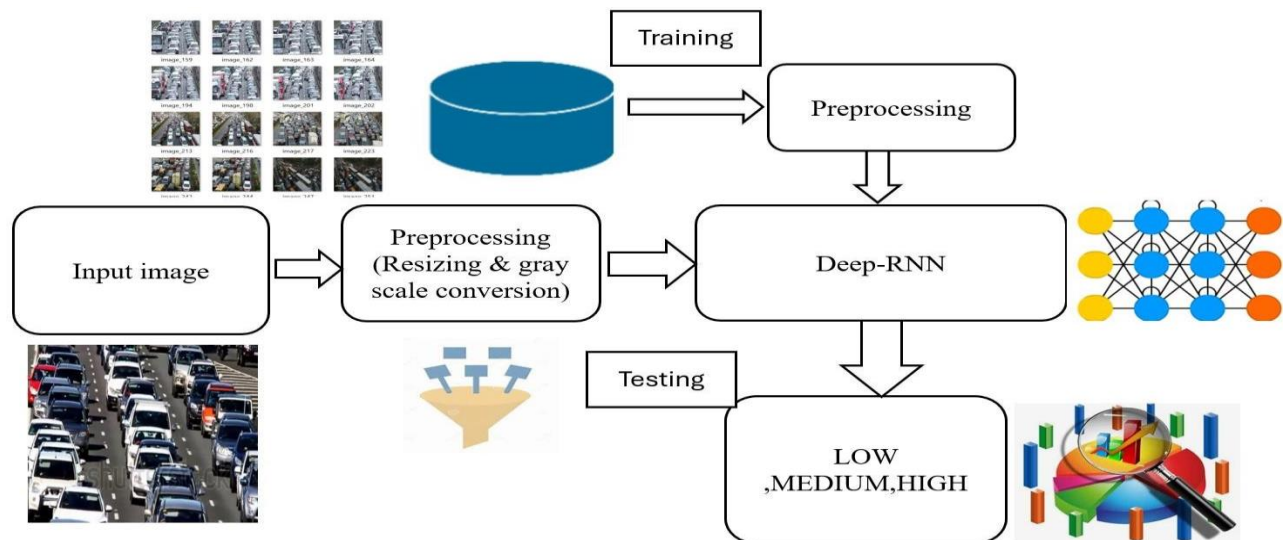 Training
image_159 image_162 image_163 image_164
image_194 image_198 image_201 image_202
image_213 image_216 image_217 image_223
Preprocessing
Input image
Preprocessing
(Resizing & gray
scale conversion)
Deep-RNN
Testing
LOW
,MEDIUM,HIGH